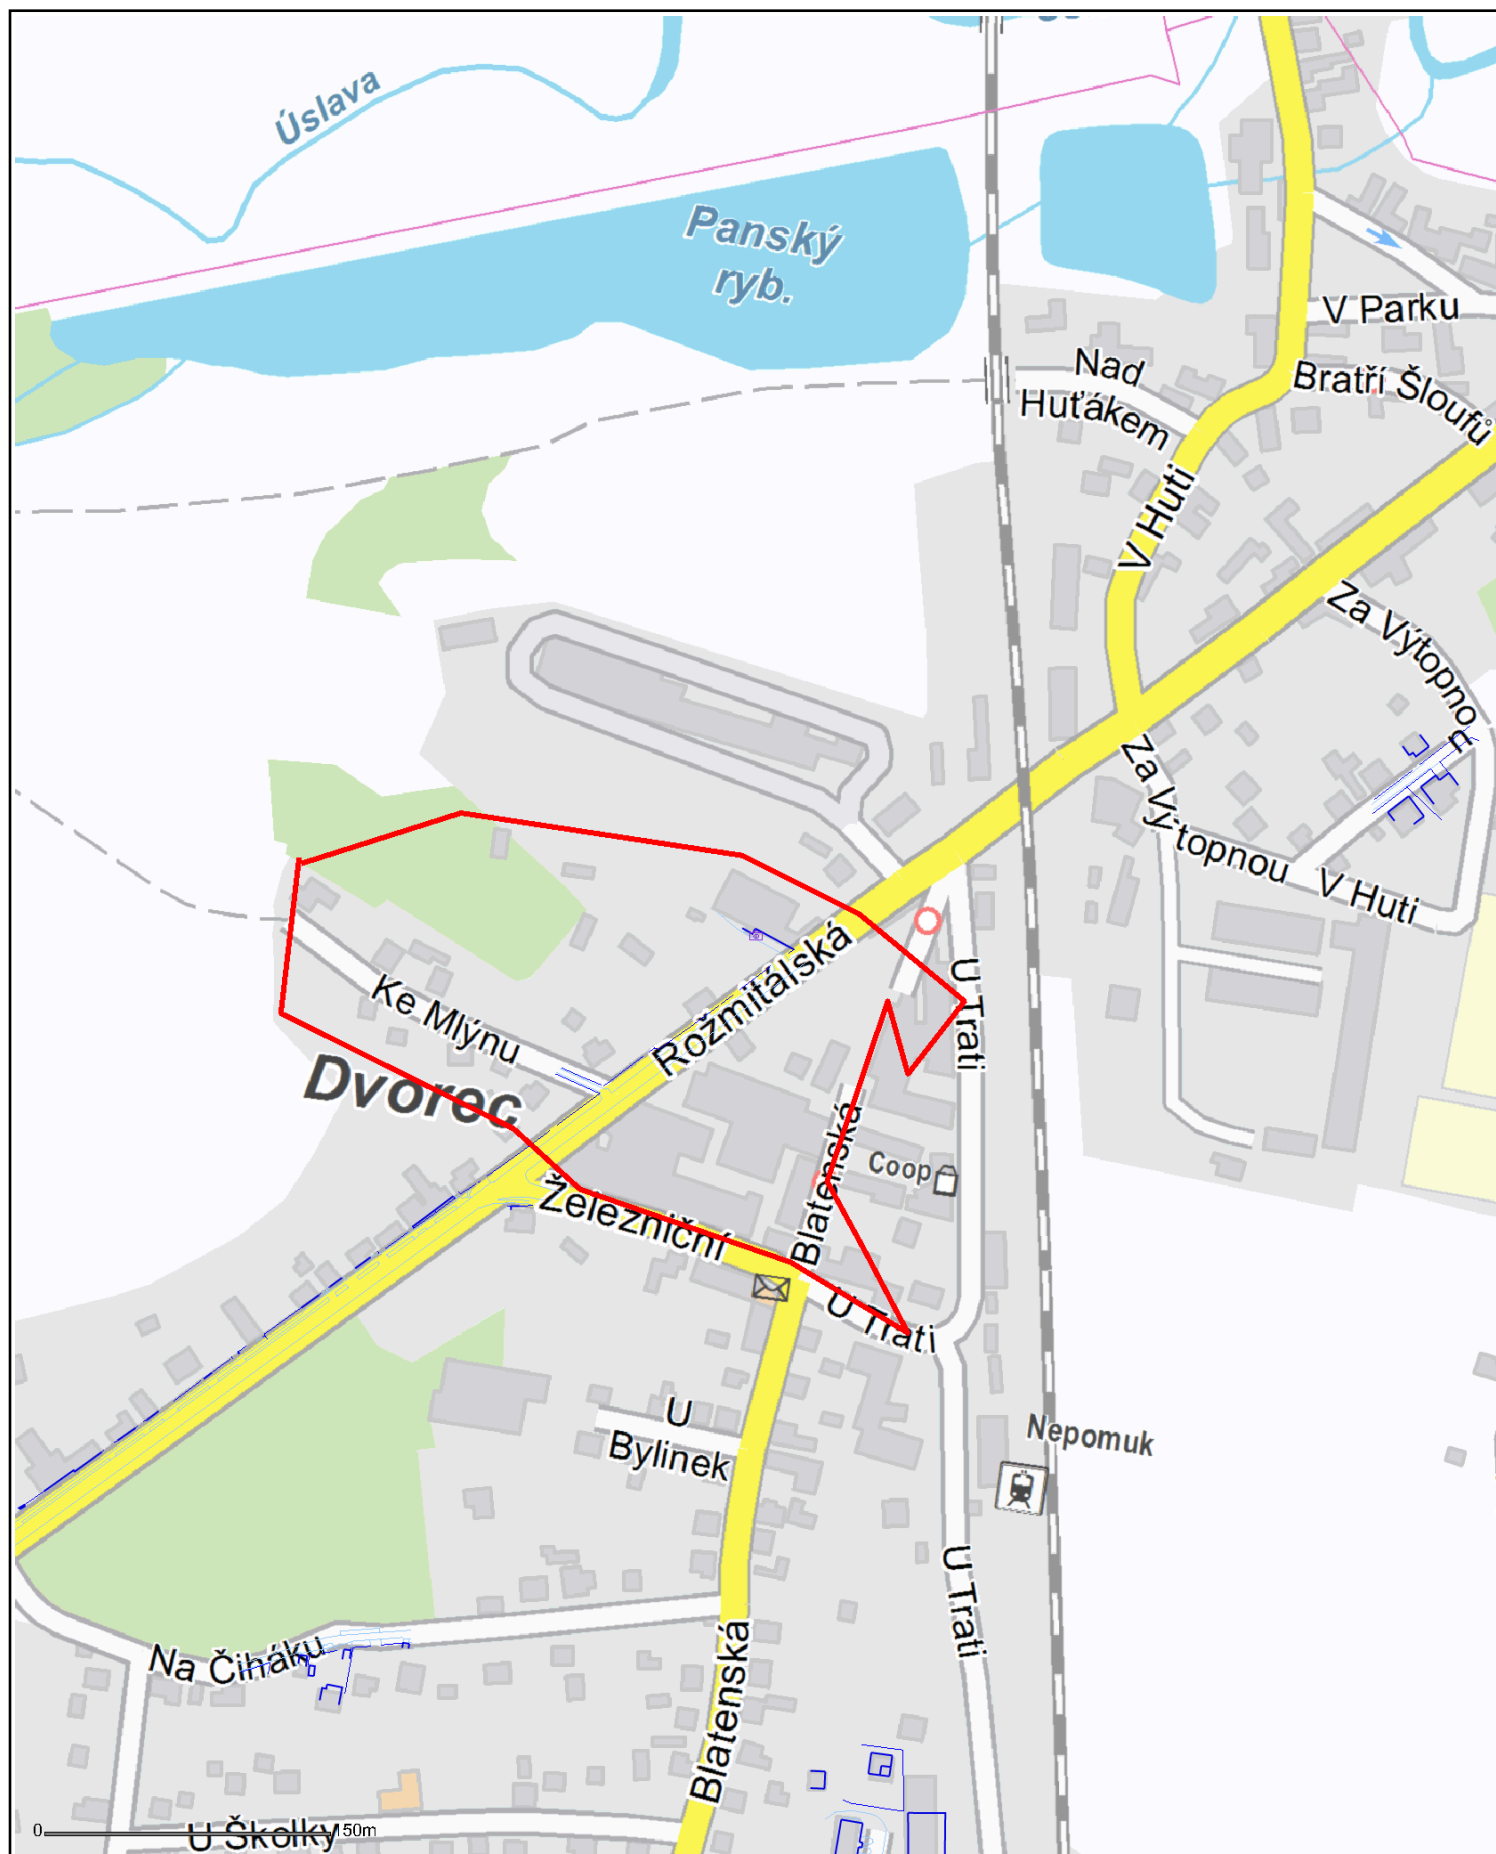 Úslava
Panský
ryb.
V Parku
Nad
Huťákem
Bratří Šloufů
V Huti
Za Výtopnou
Za Výtopnou
V Huti
Rožmitálská
U Trati
Ke Mlýnu
Dvorec
Blatenská
Coop
Železniční
U Trati
U
Bylinek
Nepomuk
U Trati
Na Čiháku
Blatenská
U Školky
0
150m